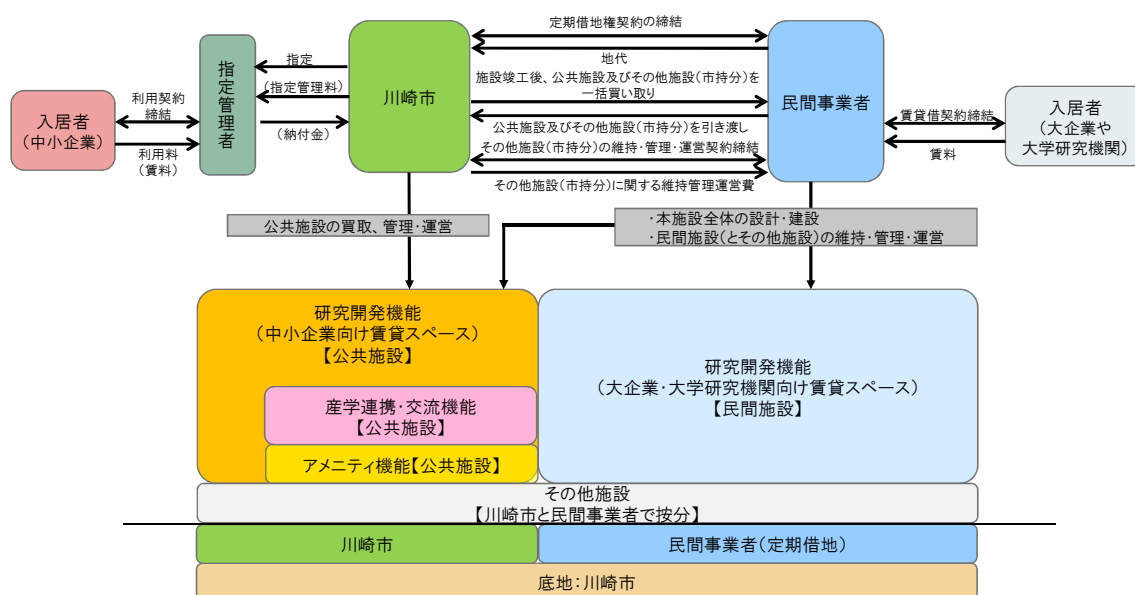 定期借地権契約の締結
地代
施設竣工後、公共施設及びその他施設(市持分)を
一括買い取り
公共施設及びその他施設(市持分)を引き渡し
その他施設(市持分)の維持・管理・運営契約締結
その他施設(市持分)に関する維持管理運営費
入居者
(中小企業)
利用契約
締結
利用料
(賃料)
指定管理者
指定
(指定管理料)
(納付金)
川崎市
民間事業者
賃貸借契約締結
賃料
入居者
(大企業や
大学研究機関)
公共施設の買取、管理・運営
・本施設全体の設計・建設
・民間施設(とその他施設)の維持・管理・運営
研究開発機能
(中小企業向け賃貸スペース)
【公共施設】
産学連携・交流機能
【公共施設】
アメニティ機能【公共施設】
研究開発機能
(大企業・大学研究機関向け賃貸スペース)
【民間施設】
その他施設
【川崎市と民間事業者で按分】
川崎市
民間事業者(定期借地)
底地:川崎市